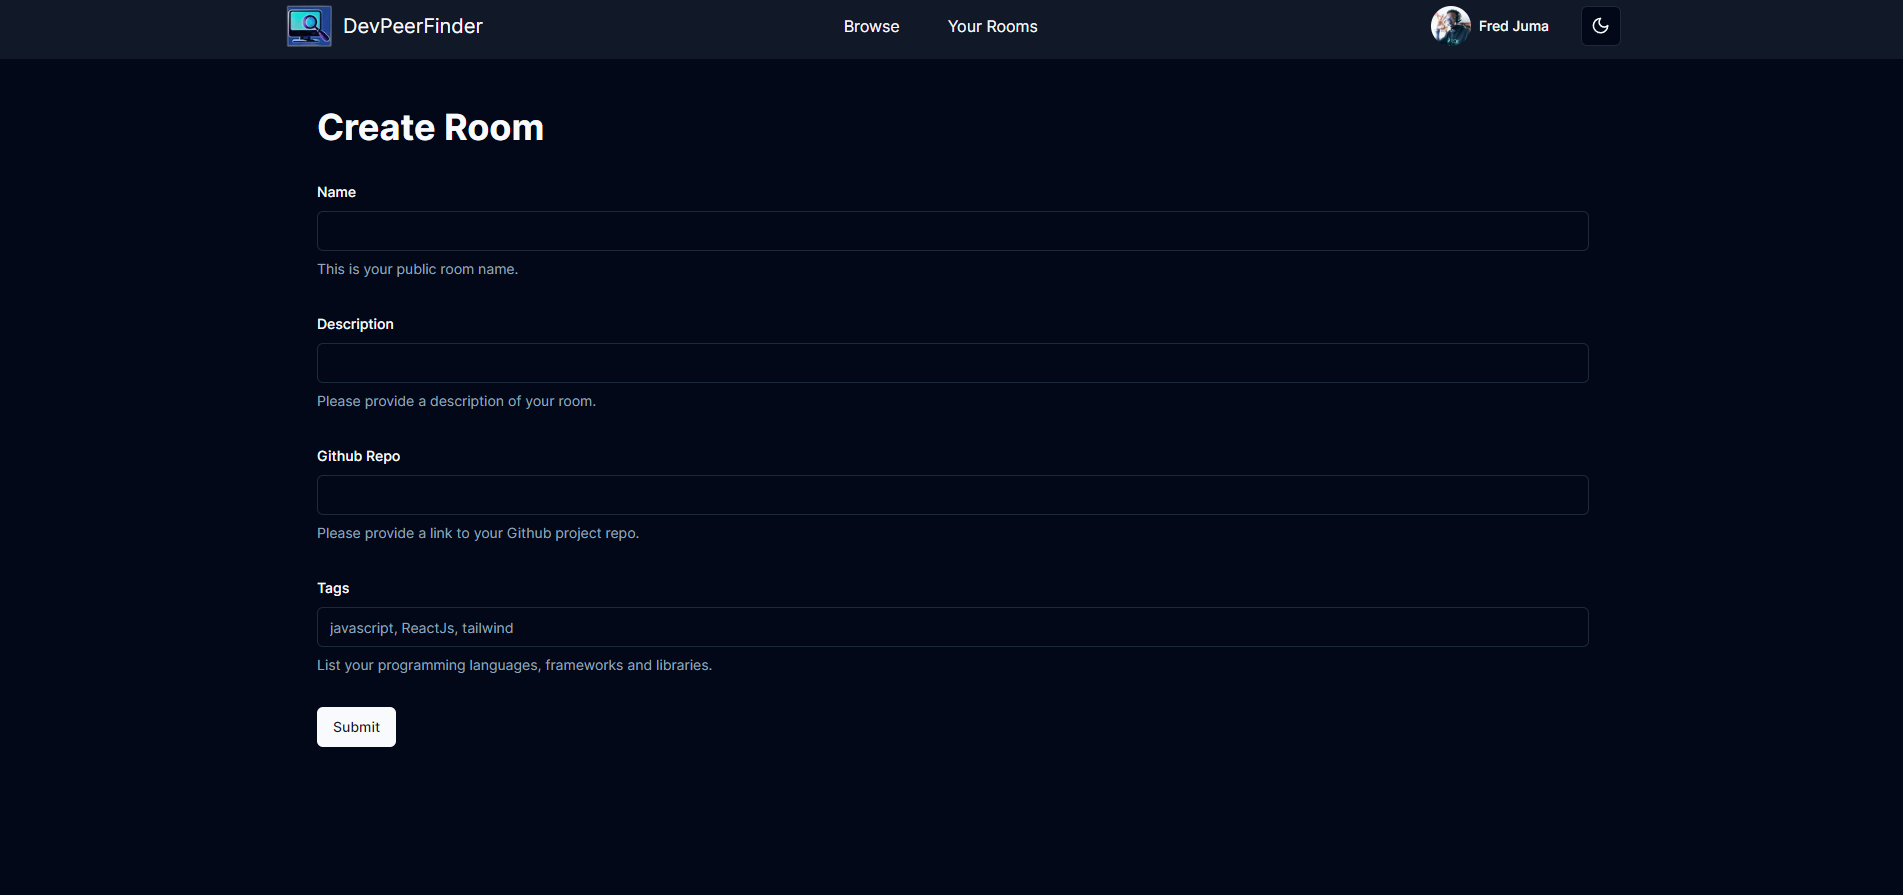 DevPeerFinder
Browse
Your Rooms
Fred Juma
Create Room
Name
This is your public room name.
Description
Please provide a description of your room.
Github Repo
Please provide a link to your Github project repo.
Tags
javascript, ReactJs, tailwind
List your programming languages, frameworks and libraries.
Submit